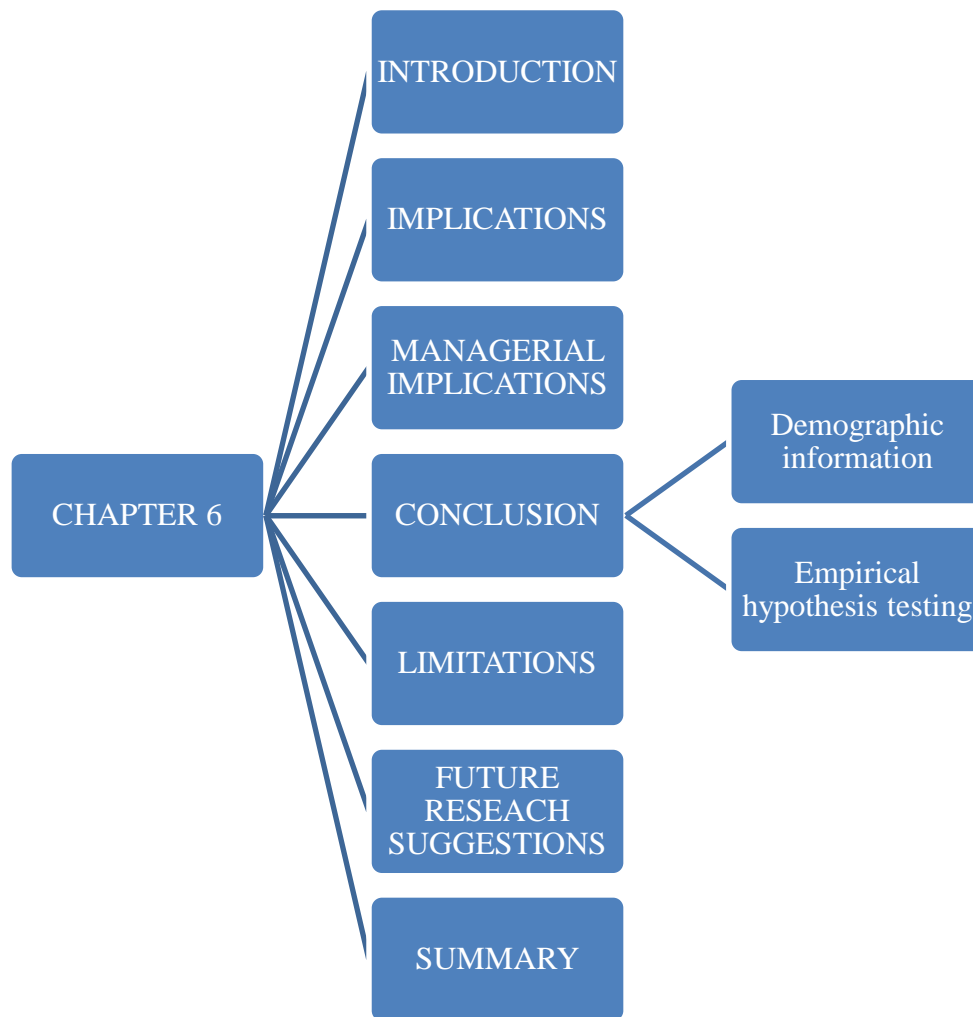 CHAPTER 6
INTRODUCTION
IMPLICATIONS
MANAGERIAL
IMPLICATIONS
CONCLUSION
Demographic
information
Empirical
hypothesis testing
LIMITATIONS
FUTURE
RESEACH
SUGGESTIONS
SUMMARY